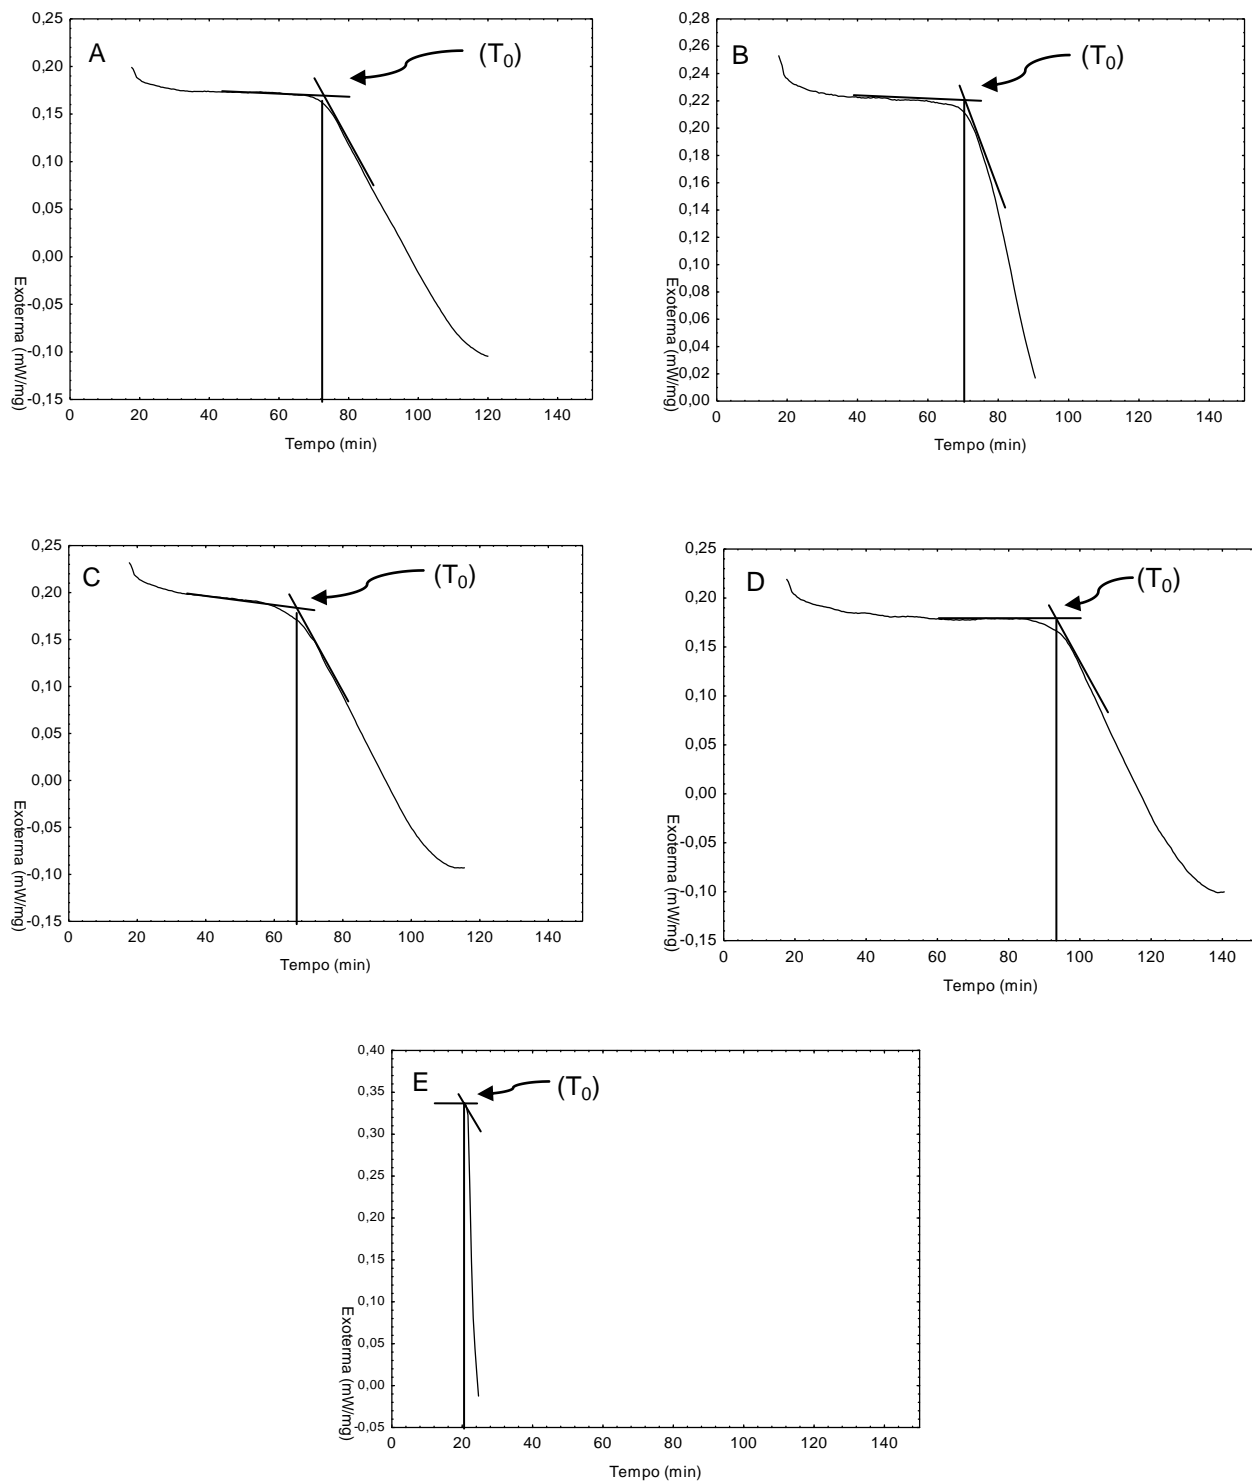 A
(T0)
Exoterma (mW/mg)
0,25
0,20
0,15
0,10
0,05
0,00
-0,05
-0,10
-0,15
0 20 40 60 80 100 120 140
Tempo (min)
B
(T0)
Exoterma (mW/mg)
0,28
0,26
0,24
0,22
0,20
0,18
0,16
0,14
0,12
0,10
0,08
0,06
0,04
0,02
0,00
0 20 40 60 80 100 120 140
Tempo (min)
C
(T0)
Exoterma (mW/mg)
0,25
0,20
0,15
0,10
0,05
0,00
-0,05
-0,10
-0,15
0 20 40 60 80 100 120 140
Tempo (min)
D
(T0)
Exoterma (mW/mg)
0,25
0,20
0,15
0,10
0,05
0,00
-0,05
-0,10
-0,15
0 20 40 60 80 100 120 140
Tempo (min)
E
(T0)
Exoterma (mW/mg)
0,40
0,35
0,30
0,25
0,20
0,15
0,10
0,05
0,00
-0,05
0 20 40 60 80 100 120 140
Tempo (min)